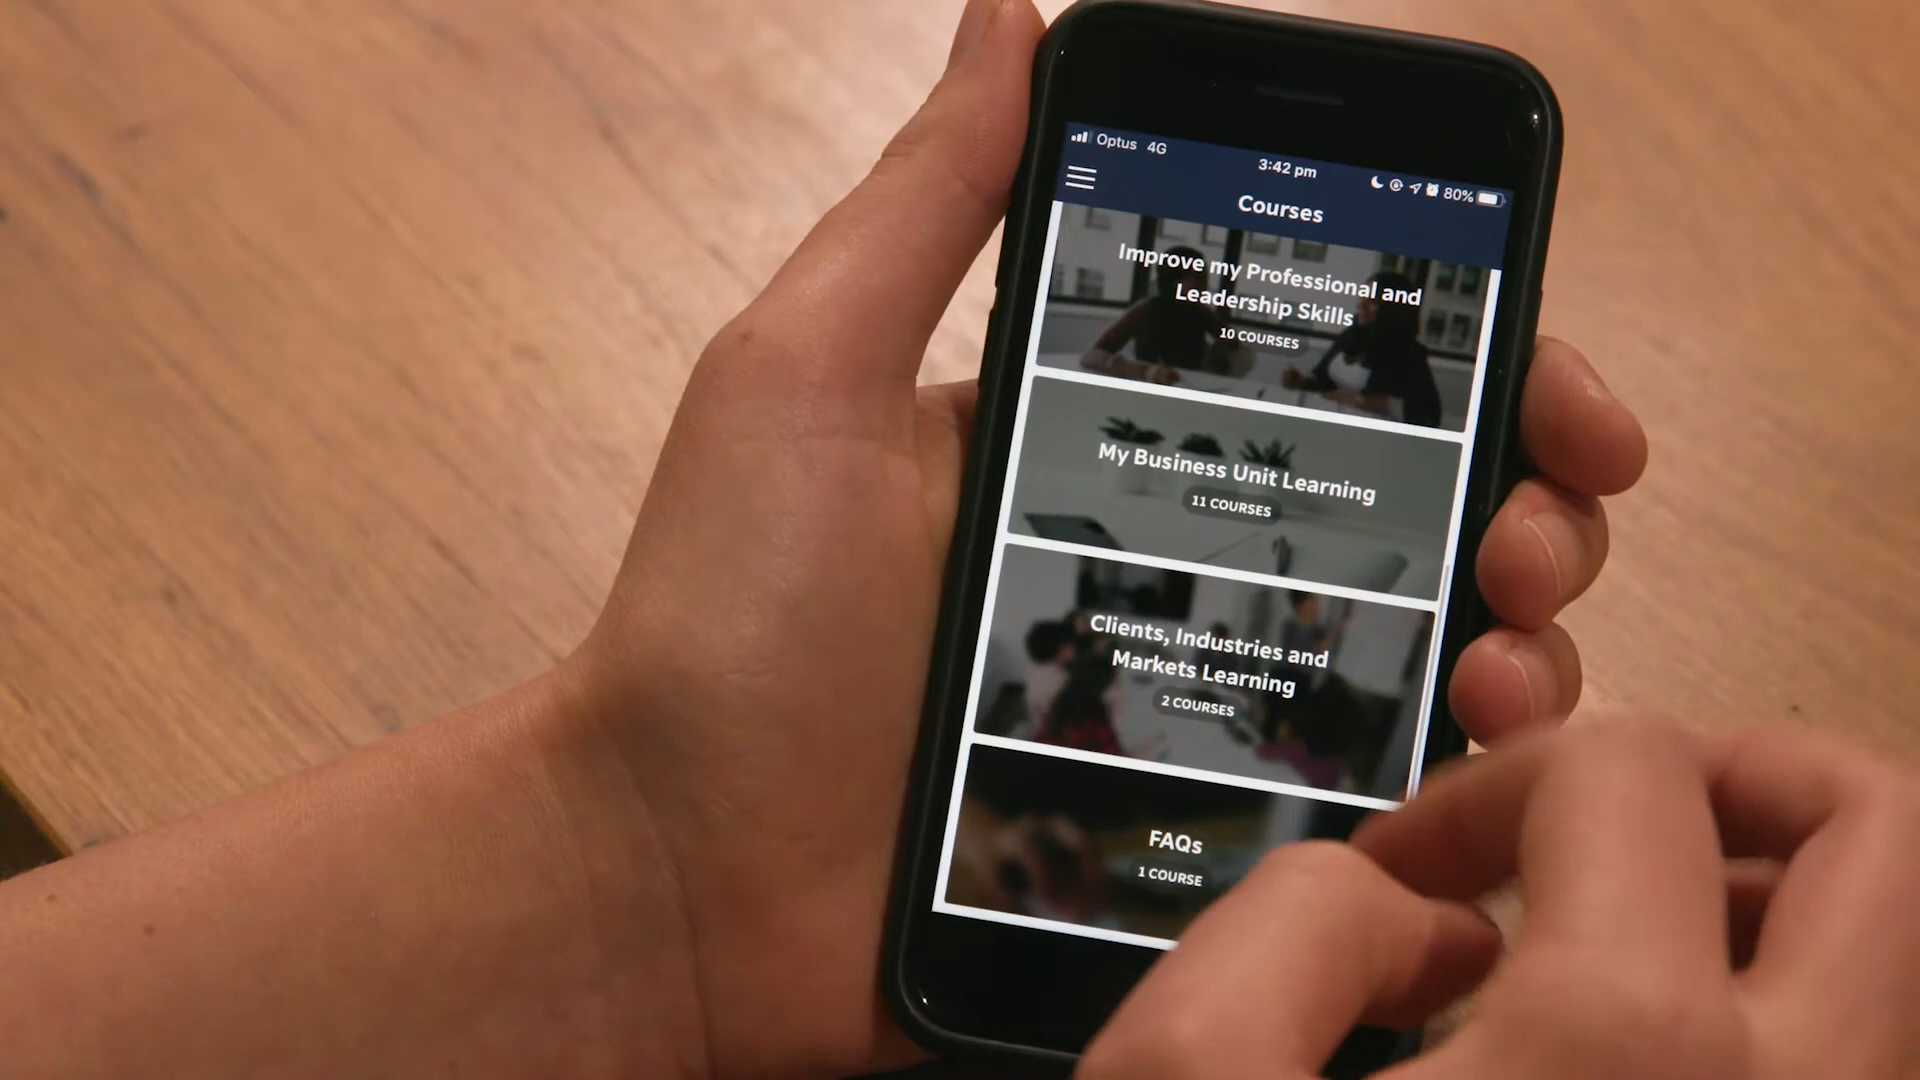 Optus 4G
3:42 pm
80%
Courses
Improve my Professional and
Leadership Skills
10 COURSES
My Business Unit Learning
11 COURSES
Clients, Industries and
Markets Learning
2 COURSES
FAQs
1 COURSE